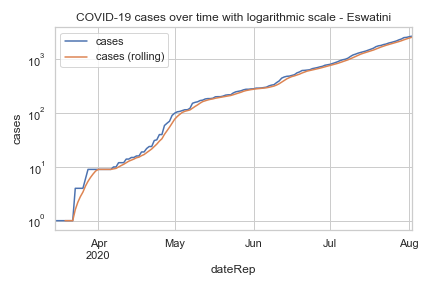 COVID-19 cases over time with logarithmic scale - Eswatini
cases
cases (rolling)
10³
10²
10¹
10⁰
cases
Apr
2020
May
Jun
Jul
Aug
dateRep